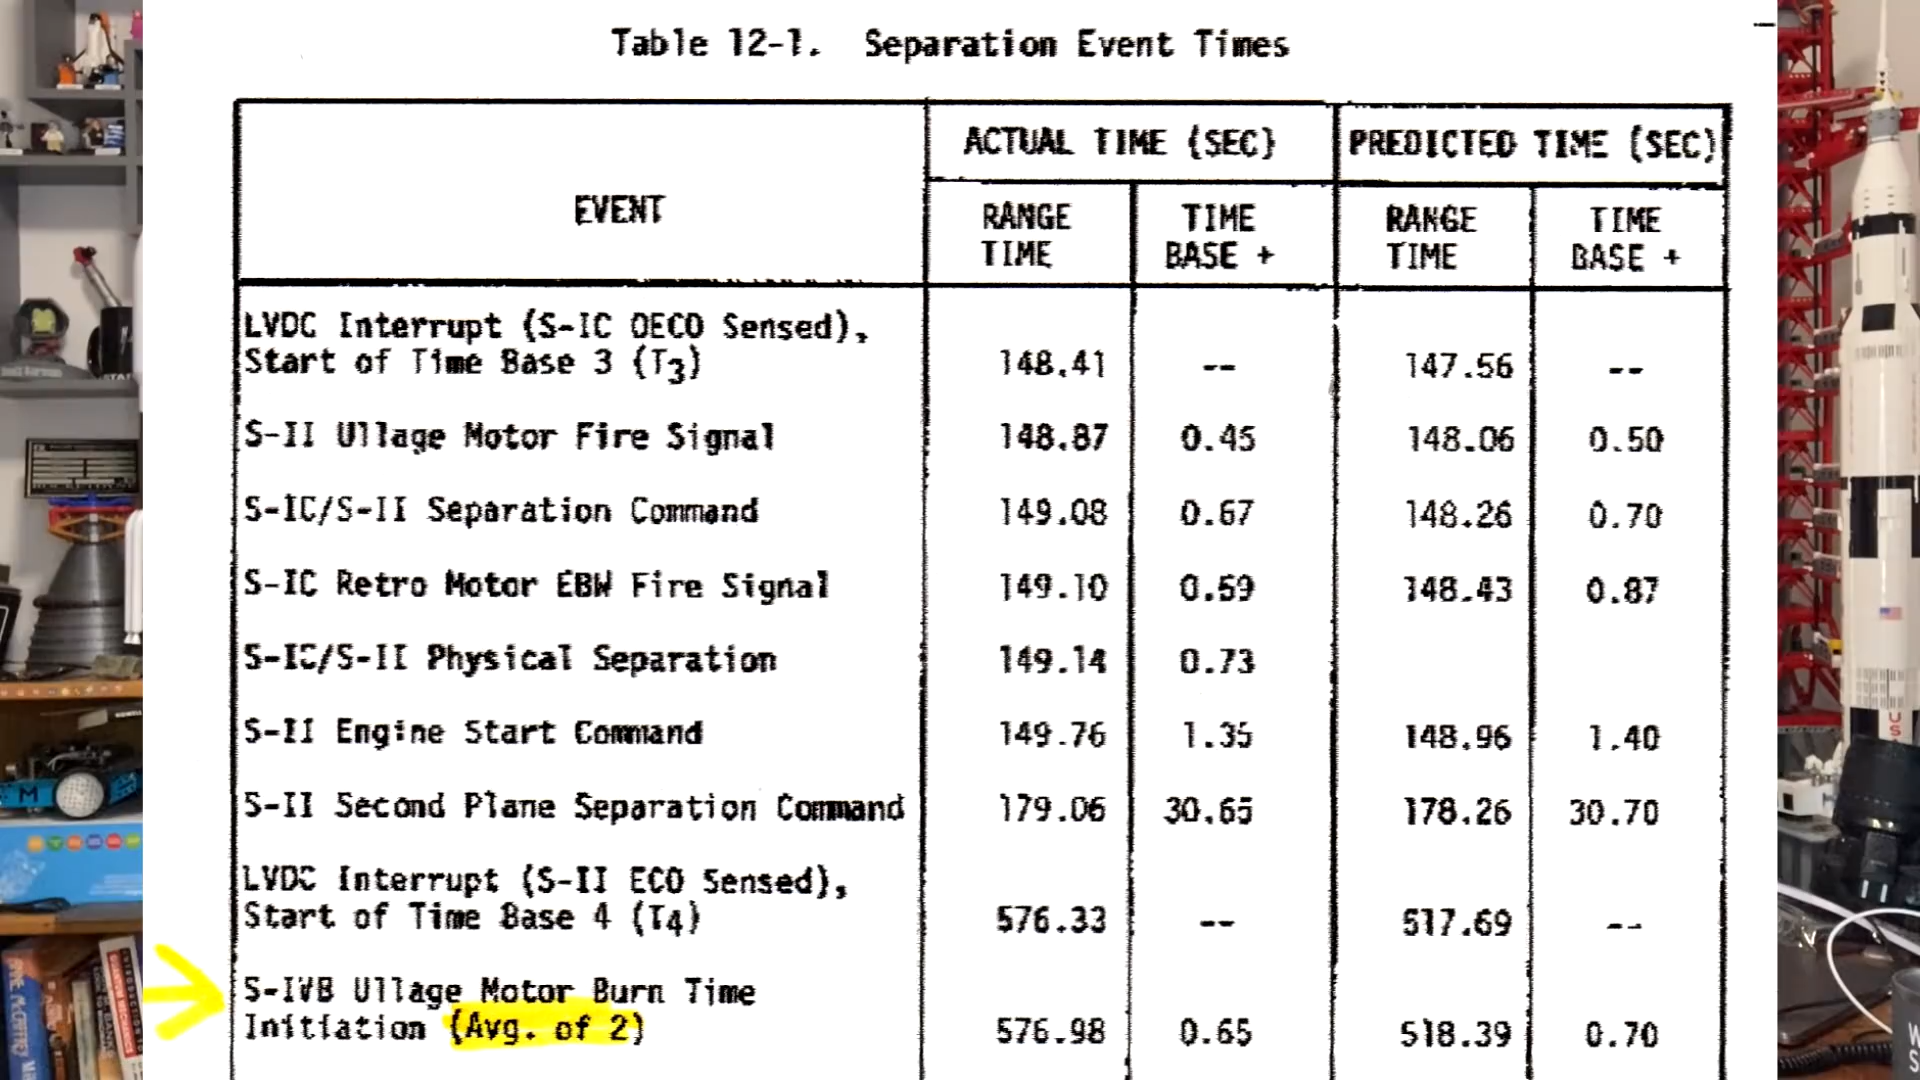 Table 12-1. Separation Event Times
EVENT
ACTUAL TIME (SEC)
PREDICTED TIME (SEC)
RANGE TIME
TIME BASE +
RANGE TIME
TIME BASE +
LVDC Interrupt (S-IC OECO Sensed),
Start of Time Base 3 (T3) 148.41 -- 147.56 --
S-II Ullage Motor Fire Signal 148.87 0.45 148.06 0.50
S-IC/S-II Separation Command 149.08 0.67 148.26 0.70
S-IC Retro Motor EBW Fire Signal 149.10 0.69 148.43 0.87
S-IC/S-II Physical Separation 149.14 0.73
S-II Engine Start Command 149.76 1.35 148.96 1.40
S-II Second Plane Separation Command 179.06 30.65 178.26 30.70
LVDC Interrupt (S-II ECO Sensed),
Start of Time Base 4 (T4) 576.33 -- 517.69 --
S-IVB Ullage Motor Burn Time
Initiation (Avg. of 2) 576.98 0.65 518.39 0.70